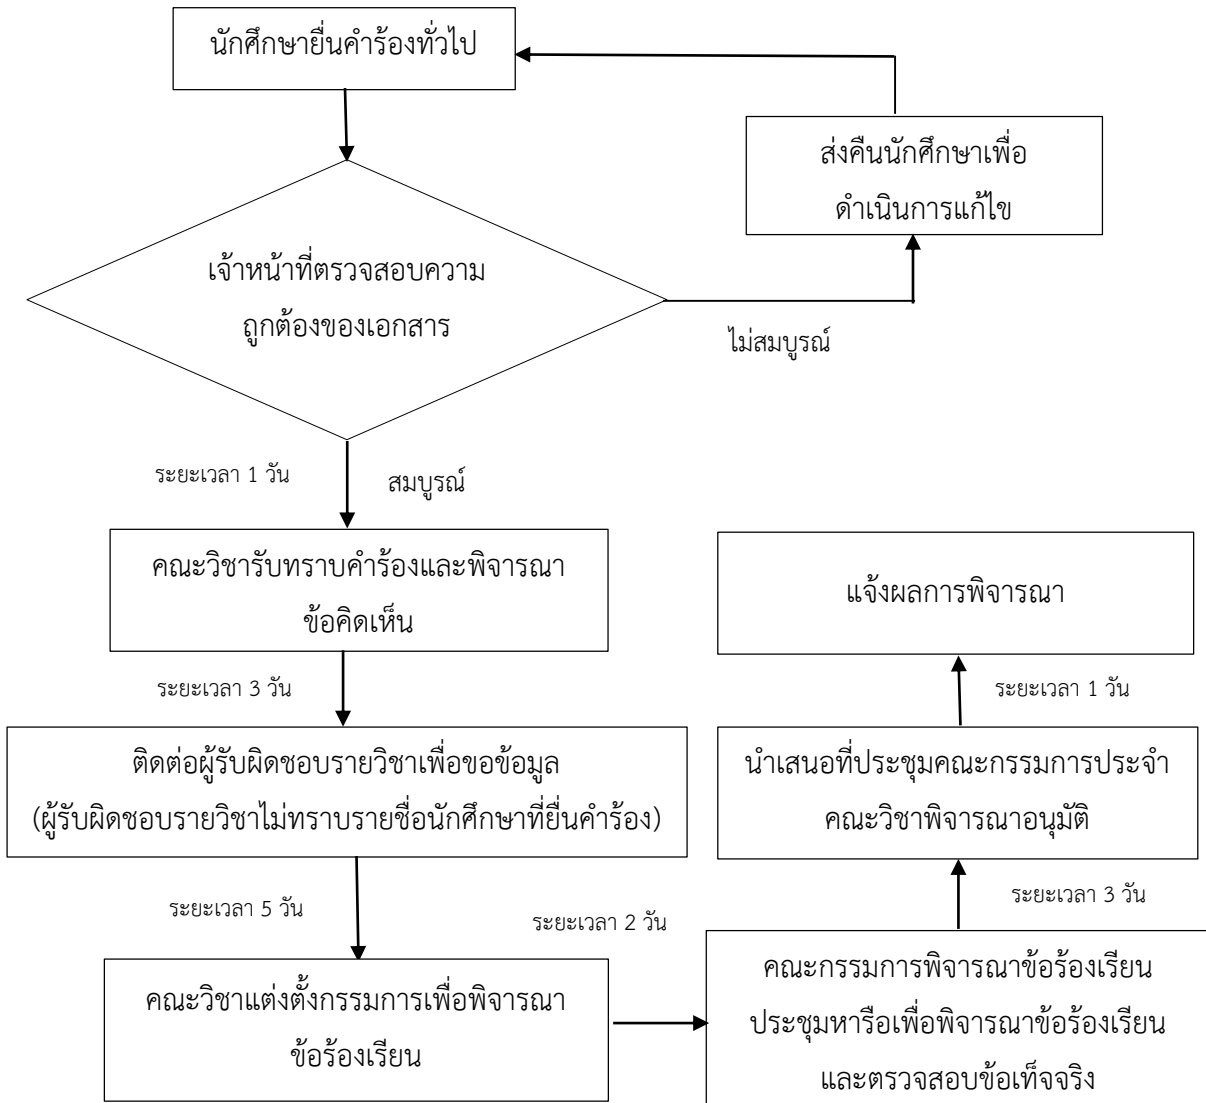 นักศึกษายื่นคำร้องทั่วไป
ส่งคืนนักศึกษาเพื่อ
ดำเนินการแก้ไข
เจ้าหน้าที่ตรวจสอบความ
ถูกต้องของเอกสาร
ไม่สมบูรณ์
ระยะเวลา 1 วัน
สมบูรณ์
คณะวิชารับทราบคำร้องและพิจารณา
ข้อคิดเห็น
ระยะเวลา 3 วัน
ติดต่อผู้รับผิดชอบรายวิชาเพื่อขอข้อมูล
(ผู้รับผิดชอบรายวิชาไม่ทราบรายชื่อนักศึกษาที่ยื่นคำร้อง)
ระยะเวลา 5 วัน
คณะวิชาแต่งตั้งกรรมการเพื่อพิจารณา
ข้อร้องเรียน
ระยะเวลา 2 วัน
คณะกรรมการพิจารณาข้อร้องเรียน
ประชุมหารือเพื่อพิจารณาข้อร้องเรียน
และตรวจสอบข้อเท็จจริง
ระยะเวลา 3 วัน
นำเสนอที่ประชุมคณะกรรมการประจำ
คณะวิชาพิจารณาอนุมัติ
ระยะเวลา 1 วัน
แจ้งผลการพิจารณา